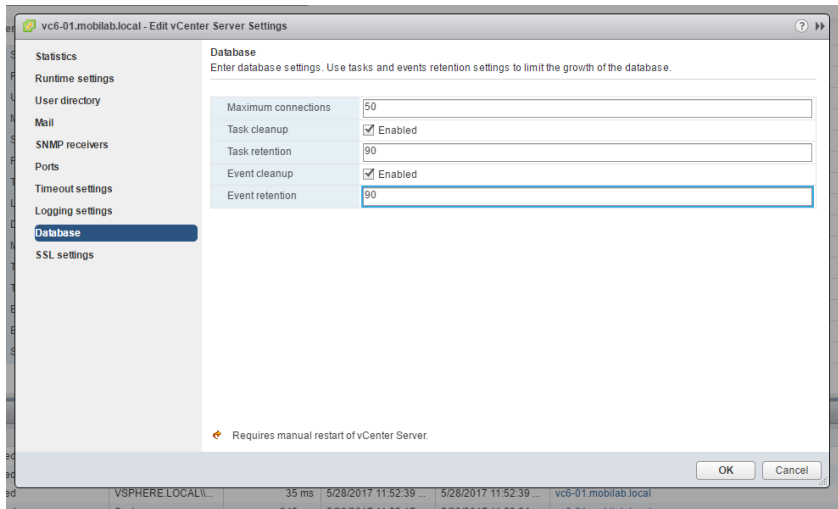 vc6-01.mobilab.local - Edit vCenter Server Settings
Statistics
Runtime settings
User directory
Mail
SNMP receivers
Ports
Timeout settings
Logging settings
Database
SSL settings
Database
Enter database settings. Use tasks and events retention settings to limit the growth of the database.
Maximum connections 50
Task cleanup Enabled
Task retention 90
Event cleanup Enabled
Event retention 90
Requires manual restart of vCenter Server.
OK Cancel
VSPHERE.LOCAL\\... 35 ms 5/28/2017 11:52:39 ... 5/28/2017 11:52:39 ... vc6-01.mobilab.local